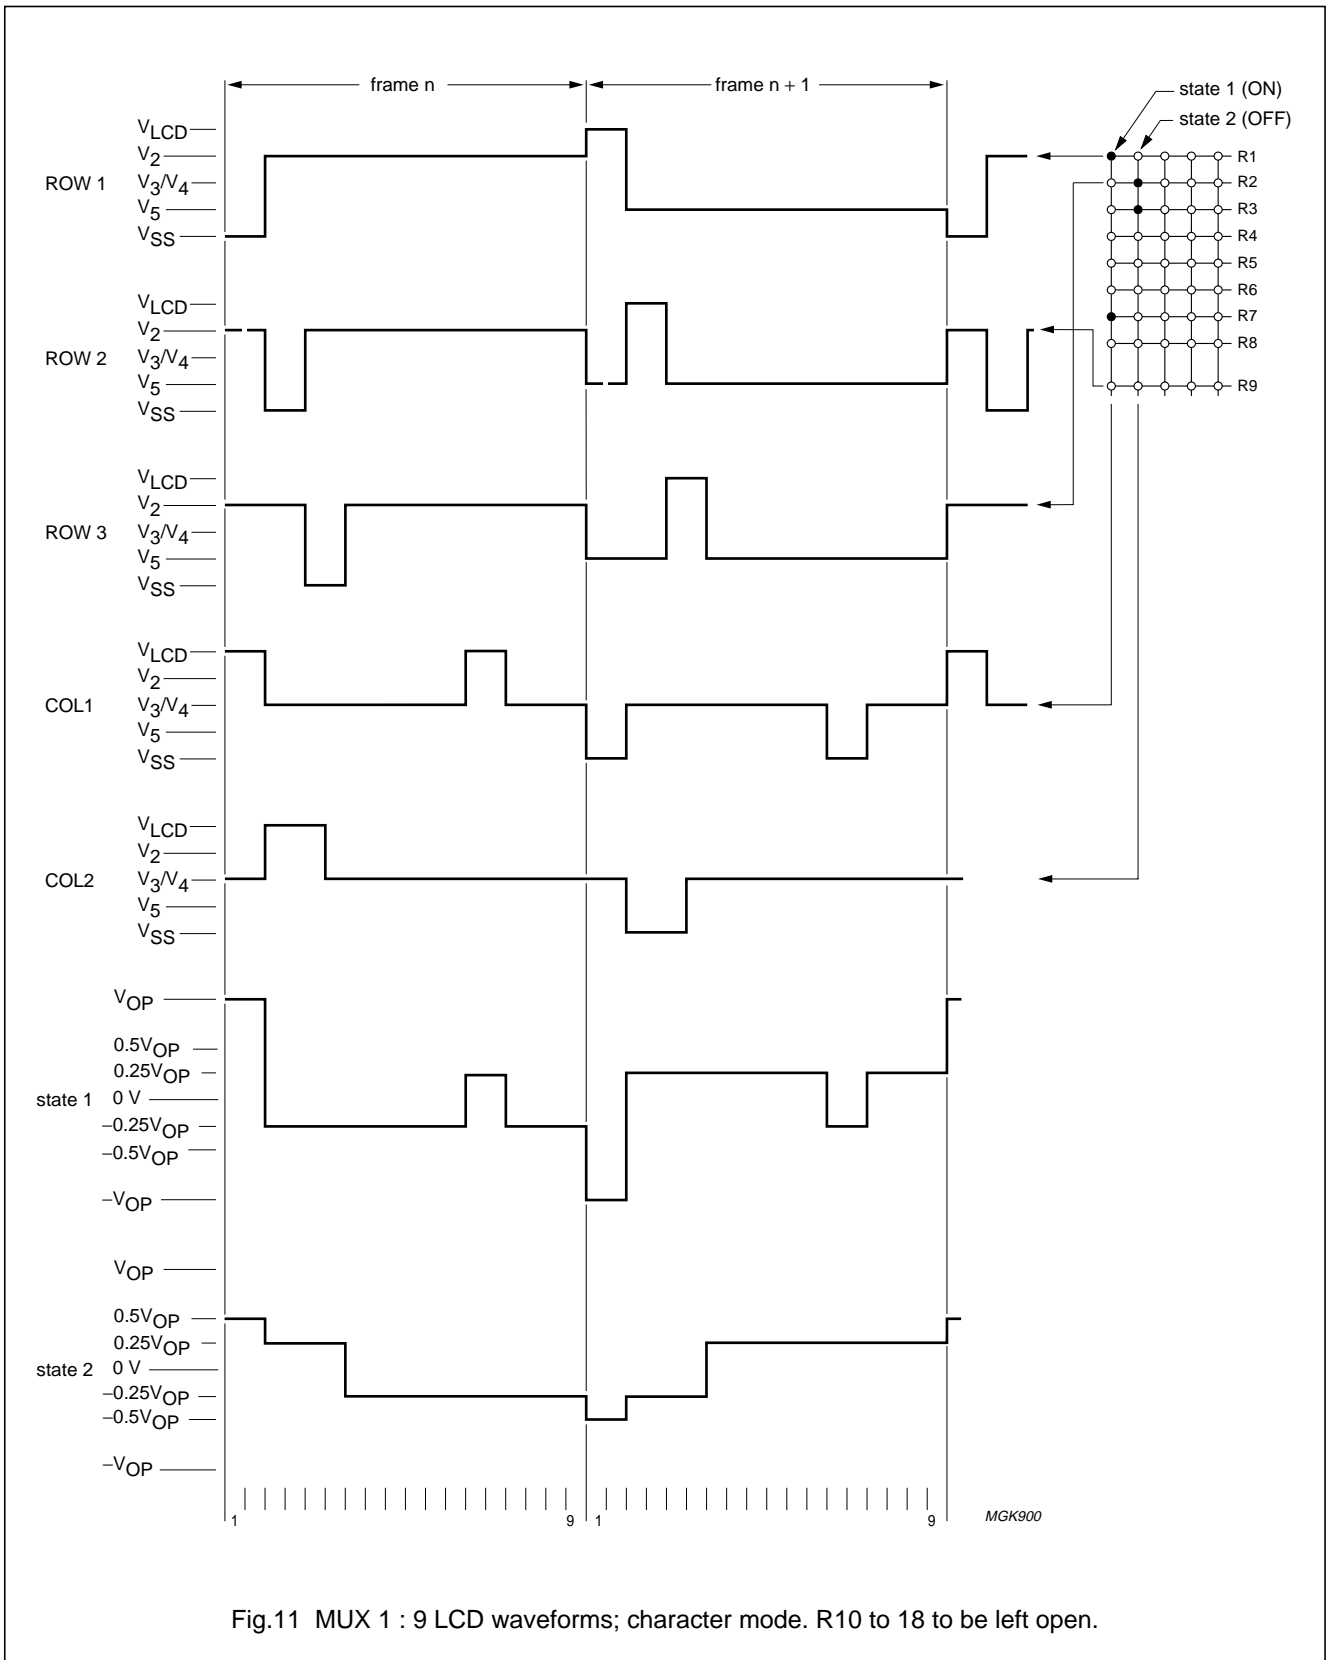 frame n
frame n + 1
state 1 (ON)
state 2 (OFF)
R1
R2
R3
R4
R5
R6
R7
R8
R9
ROW 1
VLCD
V2
V3/V4
V5
VSS
ROW 2
VLCD
V2
V3/V4
V5
VSS
ROW 3
VLCD
V2
V3/V4
V5
VSS
COL1
VLCD
V2
V3/V4
V5
VSS
COL2
VLCD
V2
V3/V4
V5
VSS
state 1
VOP
0.5VOP
0.25VOP
0 V
−0.25VOP
−0.5VOP
−VOP
state 2
VOP
0.5VOP
0.25VOP
0 V
−0.25VOP
−0.5VOP
−VOP
1
9
1
9
MGK900
Fig.11 MUX 1 : 9 LCD waveforms; character mode. R10 to 18 to be left open.